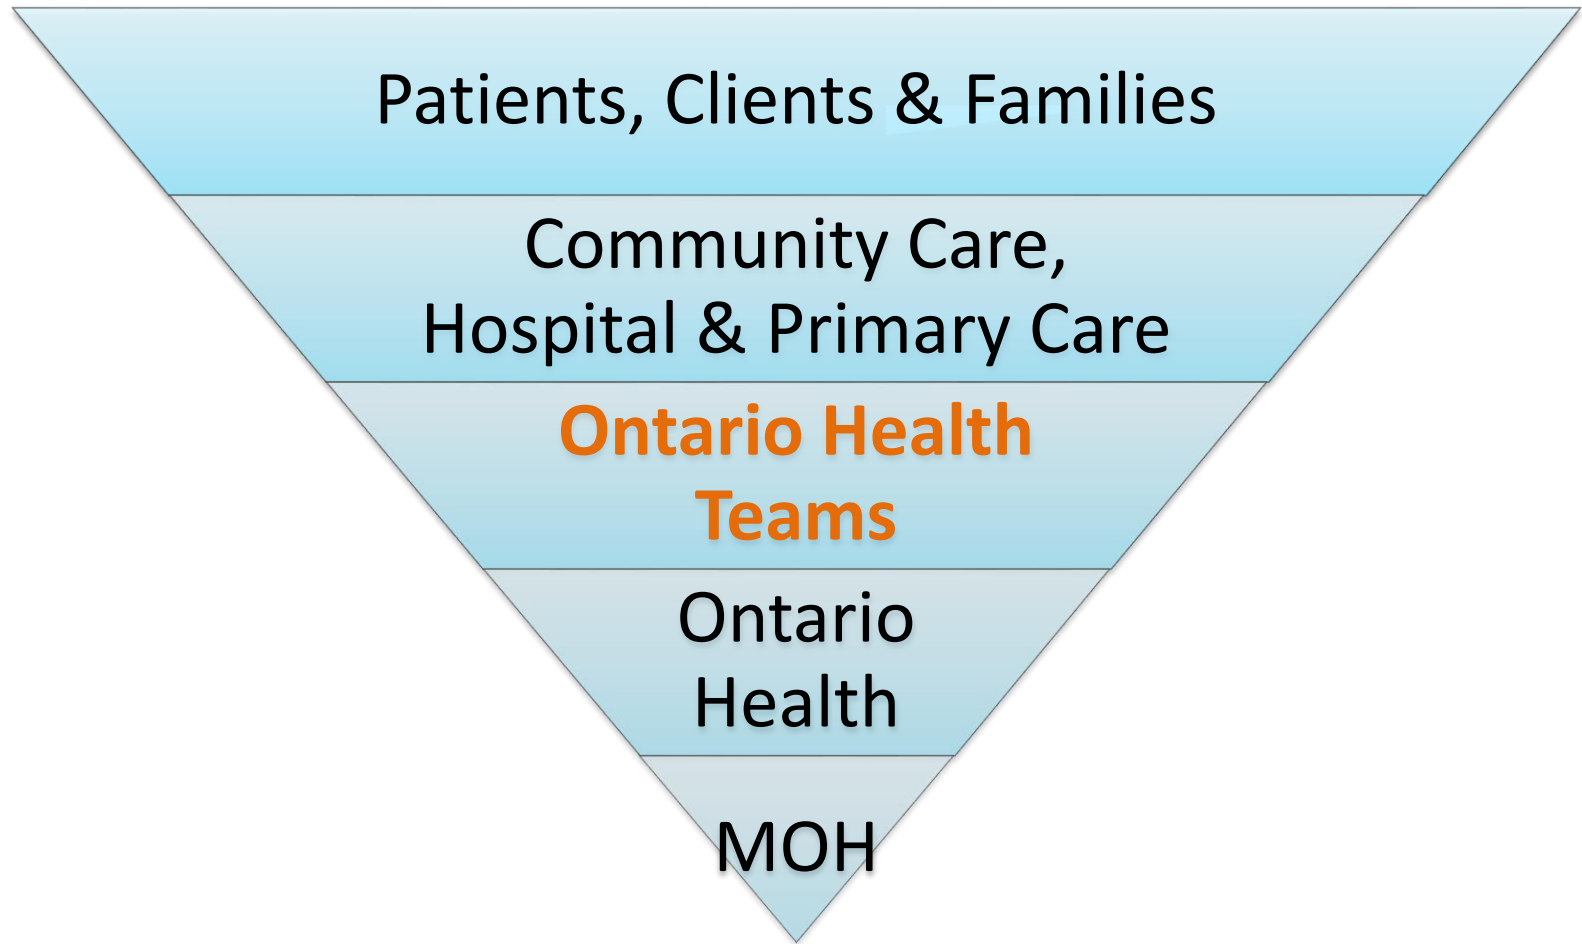 Patients, Clients & Families
Community Care,
Hospital & Primary Care
Ontario Health
Teams
Ontario
Health
MOH